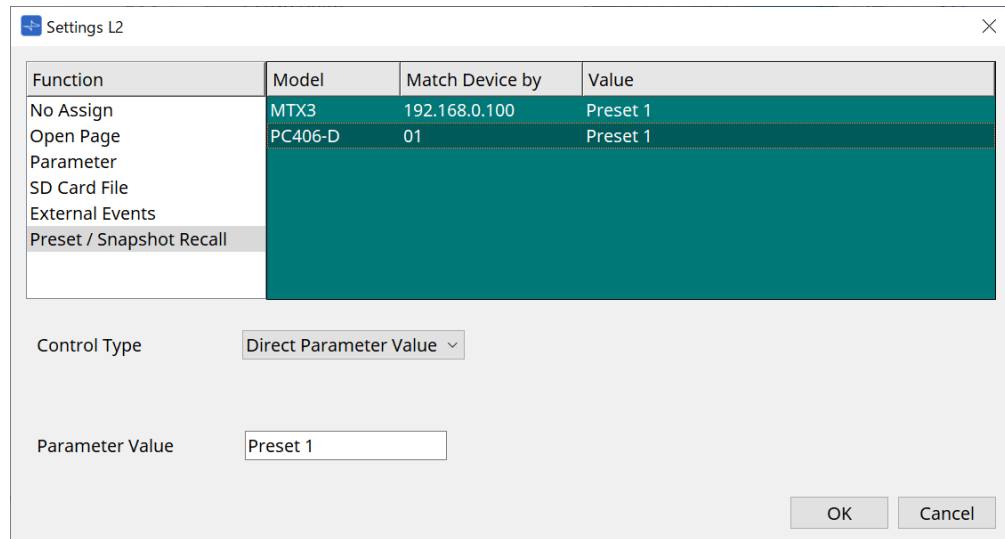 Settings L2
Function Model Match Device by Value
No Assign MTX3 192.168.0.100 Preset 1
Open Page PC406-D 01 Preset 1
Parameter
SD Card File
External Events
Preset / Snapshot Recall
Control Type Direct Parameter Value
Parameter Value Preset 1
OK Cancel